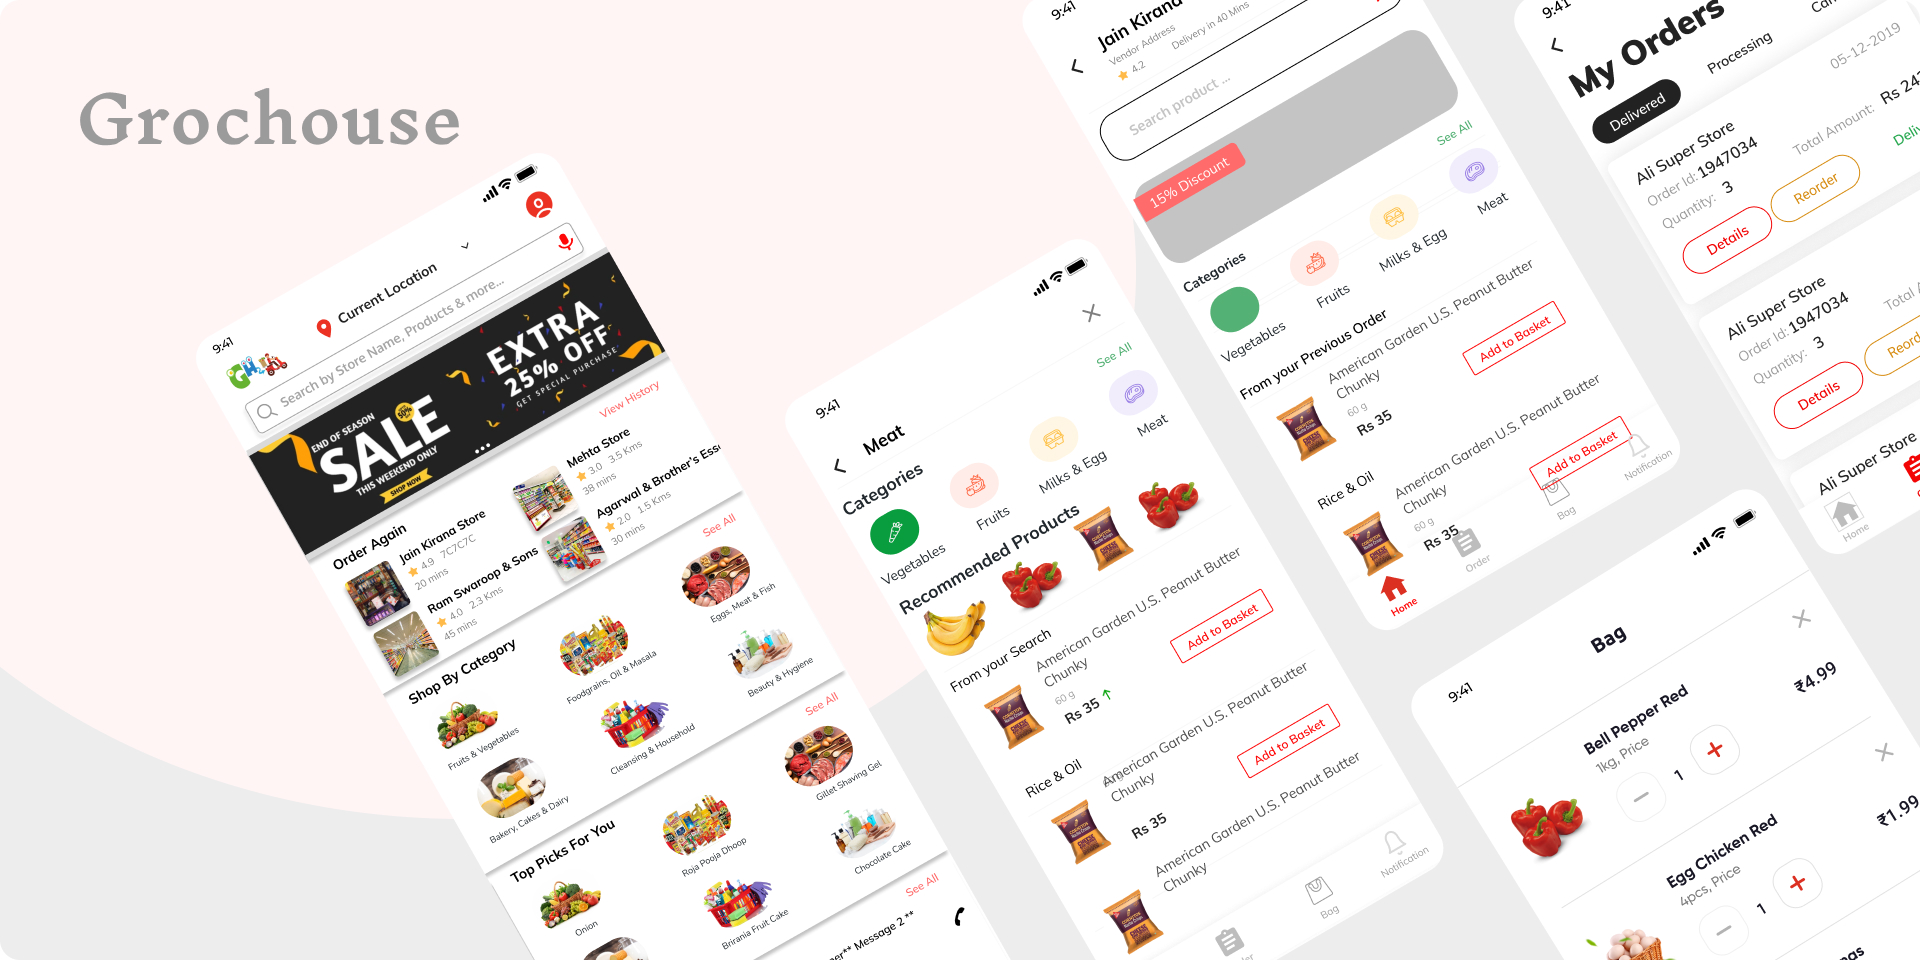 Grochouse
9:41
Current Location
Search by Store Name, Products & more...
END OF SEASON
SALE
50%
THIS WEEKEND ONLY
SHOP NOW
EXTRA
25% OFF
GET SPECIAL PURCHASE
View History
Order Again
Jain Kirana Store
4.9 7C7C7C
20 mins
Mehta Store
3.0 3.5 Kms
38 mins
Ram Swaroop & Sons
4.0 2.3 Kms
45 mins
Agarwal & Brother's Esse
2.0 1.5 Kms
30 mins
See All
Shop By Category
Fruits & Vegetables
Foodgrains, Oil & Masala
Eggs, Meat & Fish
Bakery, Cakes & Dairy
Cleansing & Household
Beauty & Hygiene
See All
Top Picks For You
Onion
Roja Pooja Dhoop
Gillet Shaving Gel
Brirania Fruit Cake
Chocolate Cake
See All
er** Message 2 **
9:41
Meat
See All
Categories
Vegetables
Fruits
Milks & Egg
Meat
Recommended Products
From your Search
American Garden U.S. Peanut Butter
Chunky
60 g
Rs 35
Add to Basket
Rice & Oil
American Garden U.S. Peanut Butter
Chunky
Rs 35
Add to Basket
American Garden U.S. Peanut Butter
Chunky
Bag
Notification
9:41
Jain Kirana
Vendor Address
Delivery in 40 Mins
4.2
Search product ...
15% Discount
See All
Categories
Vegetables
Fruits
Milks & Egg
Meat
From your Previous Order
American Garden U.S. Peanut Butter
Chunky
60 g
Rs 35
Add to Basket
Rice & Oil
American Garden U.S. Peanut Butter
Chunky
60 g
Rs 35
Add to Basket
Home
Order
Bag
Notification
9:41
My Orders
Delivered
Processing
Can
05-12-2019
Ali Super Store
Order Id: 1947034
Quantity: 3
Total Amount: Rs 24
Details
Reorder
Deliv
Ali Super Store
Order Id: 1947034
Quantity: 3
Total A
Details
Reord
Ali Super Store
Home
9:41
Bag
Bell Pepper Red
1kg, Price
1
₹4.99
Egg Chicken Red
4pcs, Price
1
₹1.99